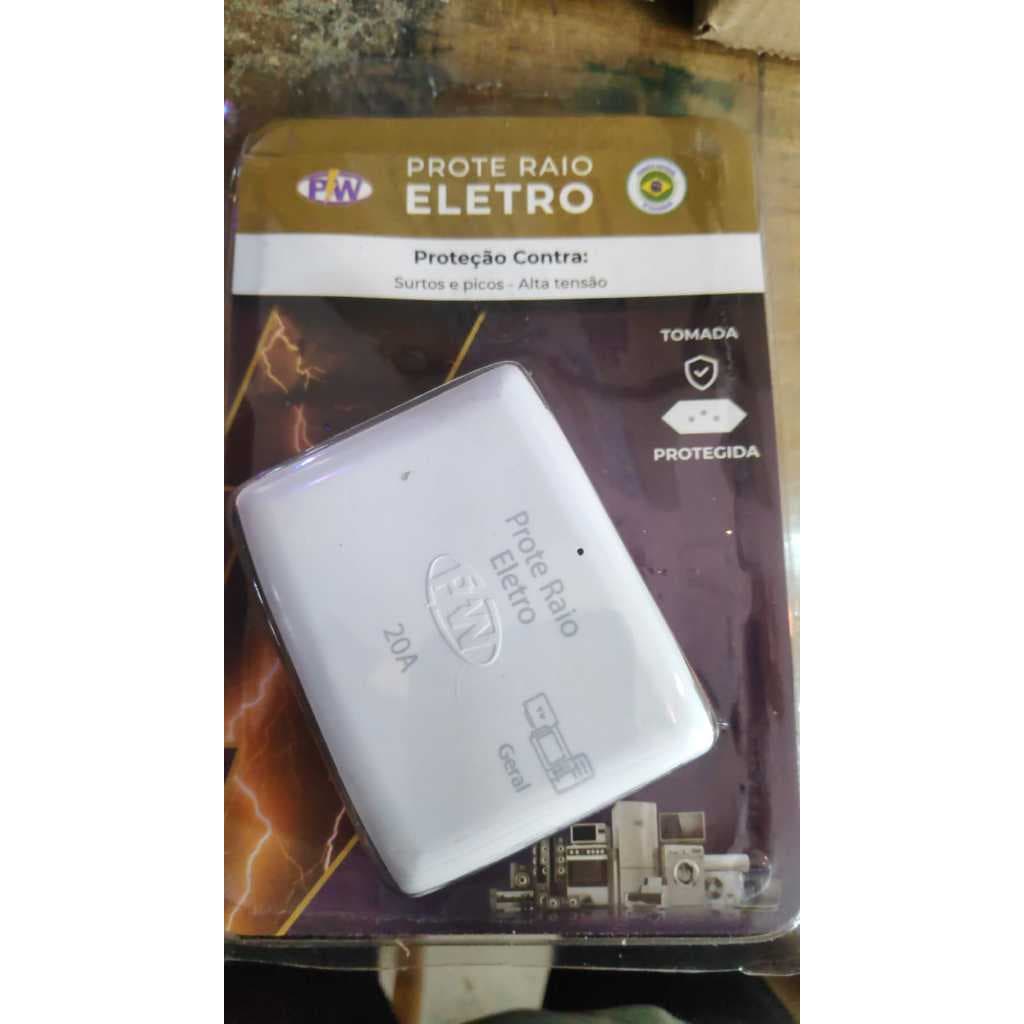 PW
PROTE RAIO
ELETRO
Proteção Contra:
Surtos e picos - Alta tensão
TOMADA
PROTEGIDA
Prote Raio
Eletro
PW
20A
Geral